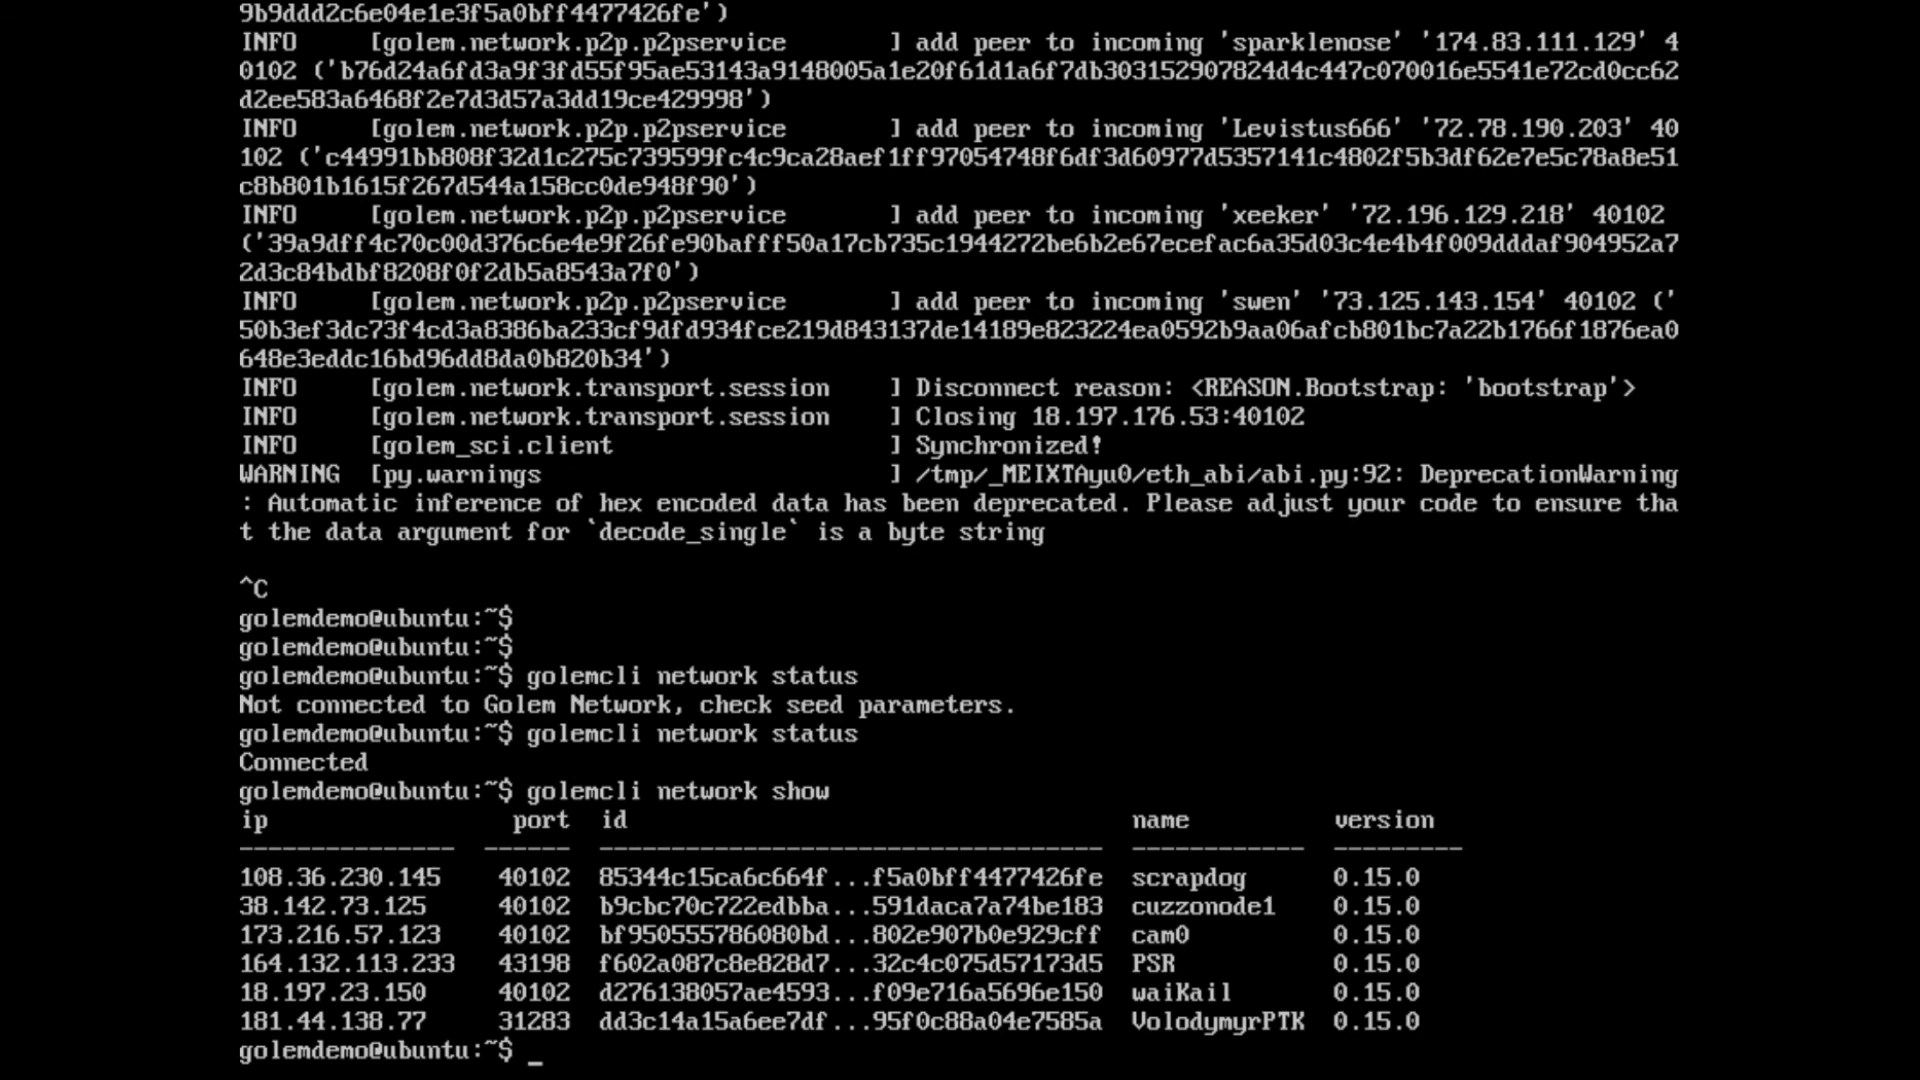 9b9ddd2c6e04e1e3f5a0bff4477426fe')
INFO     [golem.network.p2p.p2pservice       ] add peer to incoming 'sparklenose' '174.83.111.129' 4
0102 ('b76d24a6fd3a9f3fd55f95ae53143a9148005a1e20f61d1a6f7db303152907824d4c447c070016e5541e72cd0cc62
d2ee583a6468f2e7d3d57a3dd19ce429998')
INFO     [golem.network.p2p.p2pservice       ] add peer to incoming 'Levistus666' '72.78.190.203' 40
102 ('c44991bb808f32d1c275c739599fc4c9ca28aef1ff97054748f6df3d60977d5357141c4802f5b3df62e7e5c78a8e51
c8b801b1615f267d544a158cc0de948f90')
INFO     [golem.network.p2p.p2pservice       ] add peer to incoming 'xeeker' '72.196.129.218' 40102
('39a9dff4c70c00d376c6e4e9f26fe90bafff50a17cb735c1944272be6b2e67ecefac6a35d03c4e4b4f009dddaf904952a7
2d3c84bdbf8208f0f2db5a8543a7f0')
INFO     [golem.network.p2p.p2pservice       ] add peer to incoming 'swen' '73.125.143.154' 40102 ('
50b3ef3dc73f4cd3a8386ba233cf9dfd934fce219d843137de14189e823224ea0592b9aa06afcb801bc7a22b1766f1876ea0
648e3eddc16bd96dd8da0b820b34')
INFO     [golem.network.transport.session    ] Disconnect reason: <REASON.Bootstrap: 'bootstrap'>
INFO     [golem.network.transport.session    ] Closing 18.197.176.53:40102
INFO     [golem_sci.client                   ] Synchronized!
WARNING  [py.warnings                        ] /tmp/_MEIXTAyu0/eth_abi/abi.py:92: DeprecationWarning
: Automatic inference of hex encoded data has been deprecated. Please adjust your code to ensure tha
t the data argument for `decode_single` is a byte string
^C
golemdemo@ubuntu:~$
golemdemo@ubuntu:~$
golemdemo@ubuntu:~$ golemcli network status
Not connected to Golem Network, check seed parameters.
golemdemo@ubuntu:~$ golemcli network status
Connected
golemdemo@ubuntu:~$ golemcli network show
ip                 port  id                                   name          version
---------------  ------  -----------------------------------  ------------  ---------
108.36.230.145    40102  85344c15ca6c664f...f5a0bff4477426fe  scrapdog      0.15.0
38.142.73.125     40102  b9cbc70c722edbba...591daca7a74be183  cuzzonode1    0.15.0
173.216.57.123    40102  bf950555786080bd...802e907b0e929cff  cam0          0.15.0
164.132.113.233   43198  f602a087c8e828d7...32c4c075d57173d5  PSR           0.15.0
18.197.23.150     40102  d276138057ae4593...f09e716a5696e150  waiKail       0.15.0
181.44.138.77     31283  dd3c14a15a6ee7df...95f0c88a04e7585a  VolodymyrPTK  0.15.0
golemdemo@ubuntu:~$ _